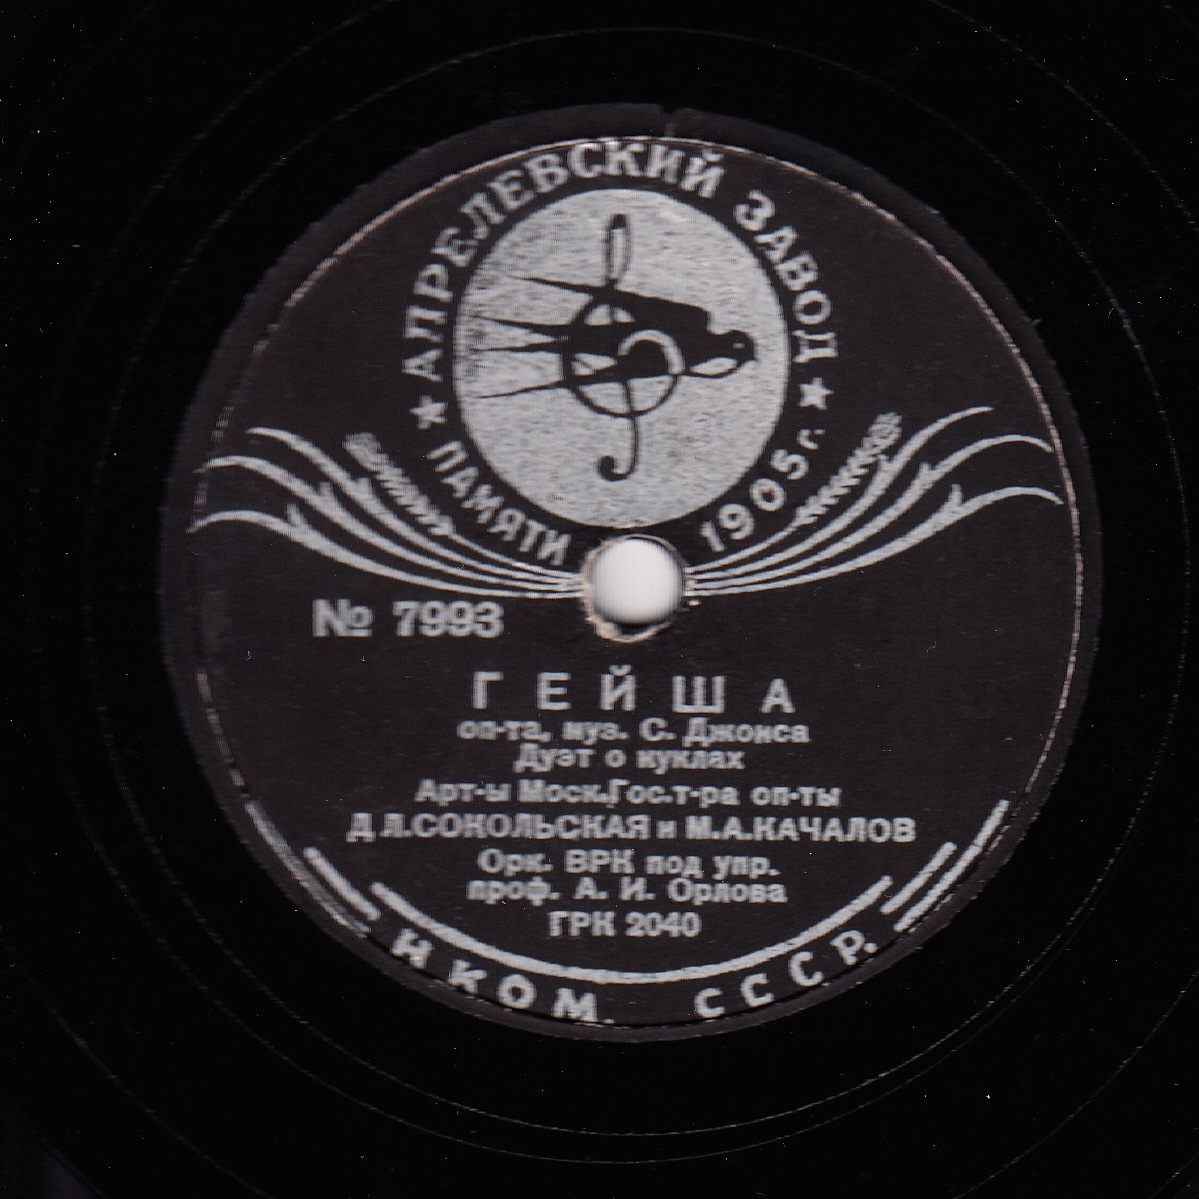 АПРЕЛЕВСКИЙ ЗАВОД
ПАМЯТИ 1905 г.
№ 7993
ГЕЙША
оп-та, муз. С. Джонса
Дуэт о куклах
Арт-ы Моск.Гос.т-ра оп-ты
Д Л.СОКОЛЬСКАЯ и М.А.КАЧАЛОВ
Орк. ВРК под упр.
проф. А. И. Орлова
ГРК 2040
НКОМ. СССР.